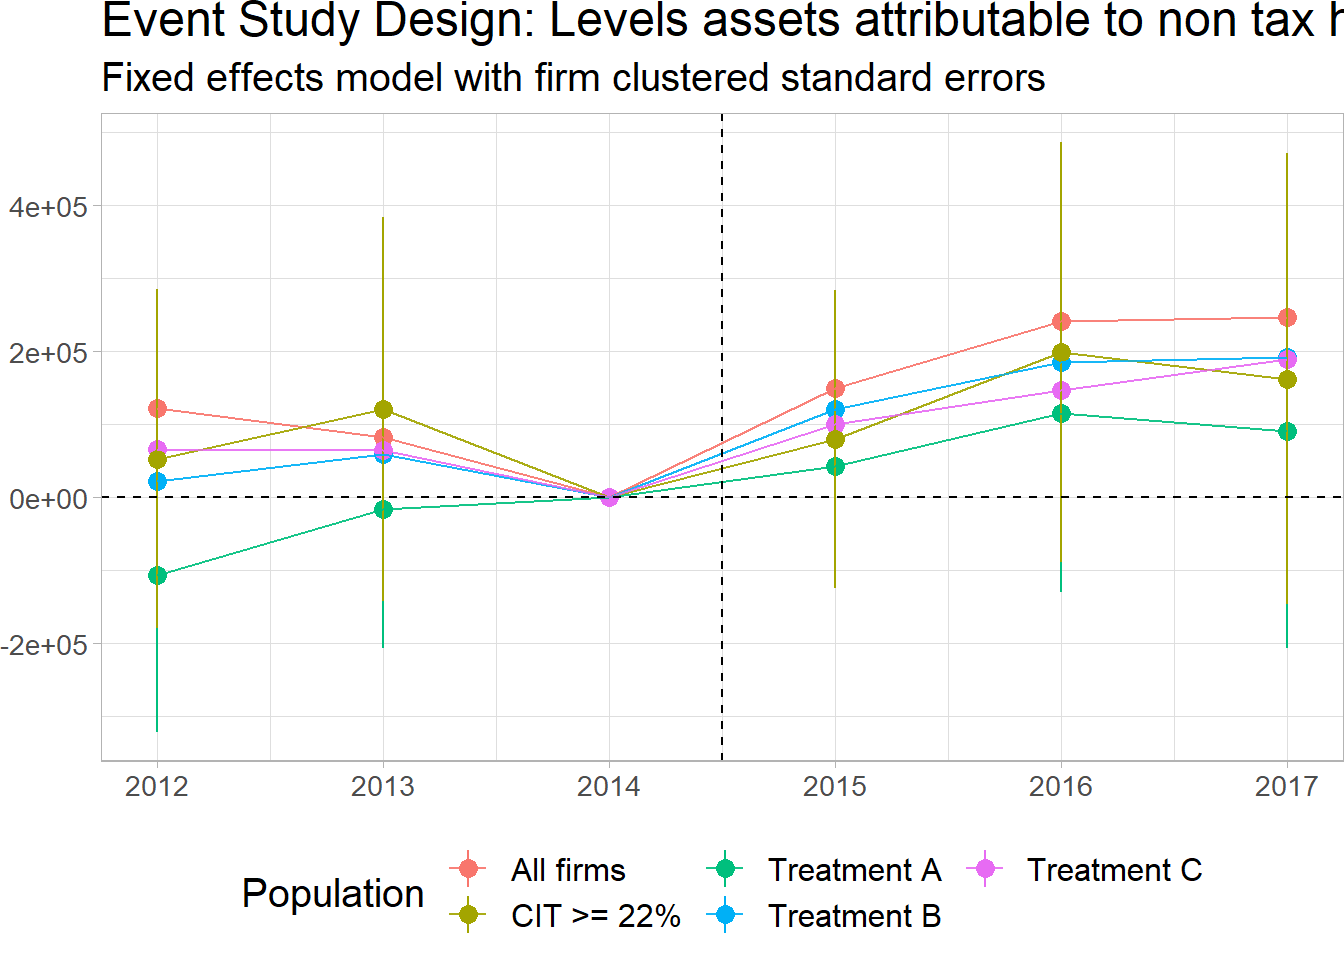 Event Study Design: Levels assets attributable to non tax h
Fixed effects model with firm clustered standard errors
4e+05
2e+05
0e+00
-2e+05
2012 2013 2014 2015 2016 2017
Population
All firms Treatment A Treatment C
CIT >= 22% Treatment B